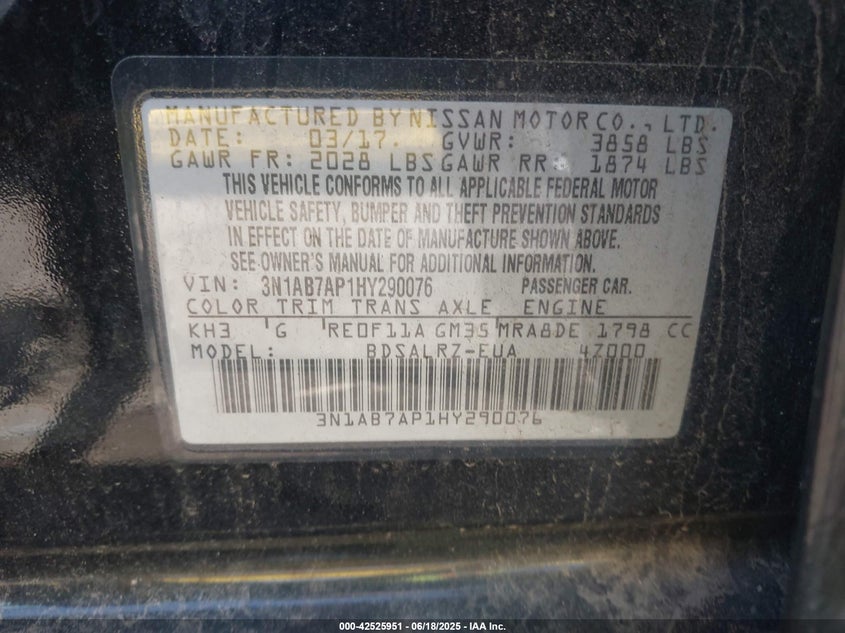 MANUFACTURED BY NISSAN MOTOR CO., LTD.
DATE: 03/17. GVWR: 3858 LBS
GAWR FR: 2028 LBS GAWR RR: 1874 LBS
THIS VEHICLE CONFORMS TO ALL APPLICABLE FEDERAL MOTOR
VEHICLE SAFETY, BUMPER AND THEFT PREVENTION STANDARDS
IN EFFECT ON THE DATE OF MANUFACTURE SHOWN ABOVE.
SEE OWNER'S MANUAL FOR ADDITIONAL INFORMATION.
VIN: 3N1AB7AP1HY290076 PASSENGER CAR.
COLOR TRIM TRANS AXLE ENGINE
KH3 G RE0F11A GM35 MRA8DE 1798 CC
MODEL: BDSALRZ-EUA 4Z000
3N1AB7AP1HY290076
000-42525951 - 06/18/2025 - IAA Inc.